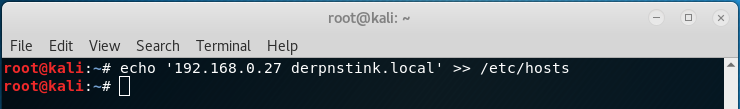 root@kali: ~
File Edit View Search Terminal Help
root@kali:~# echo '192.168.0.27 derpnstink.local' >> /etc/hosts
root@kali:~#